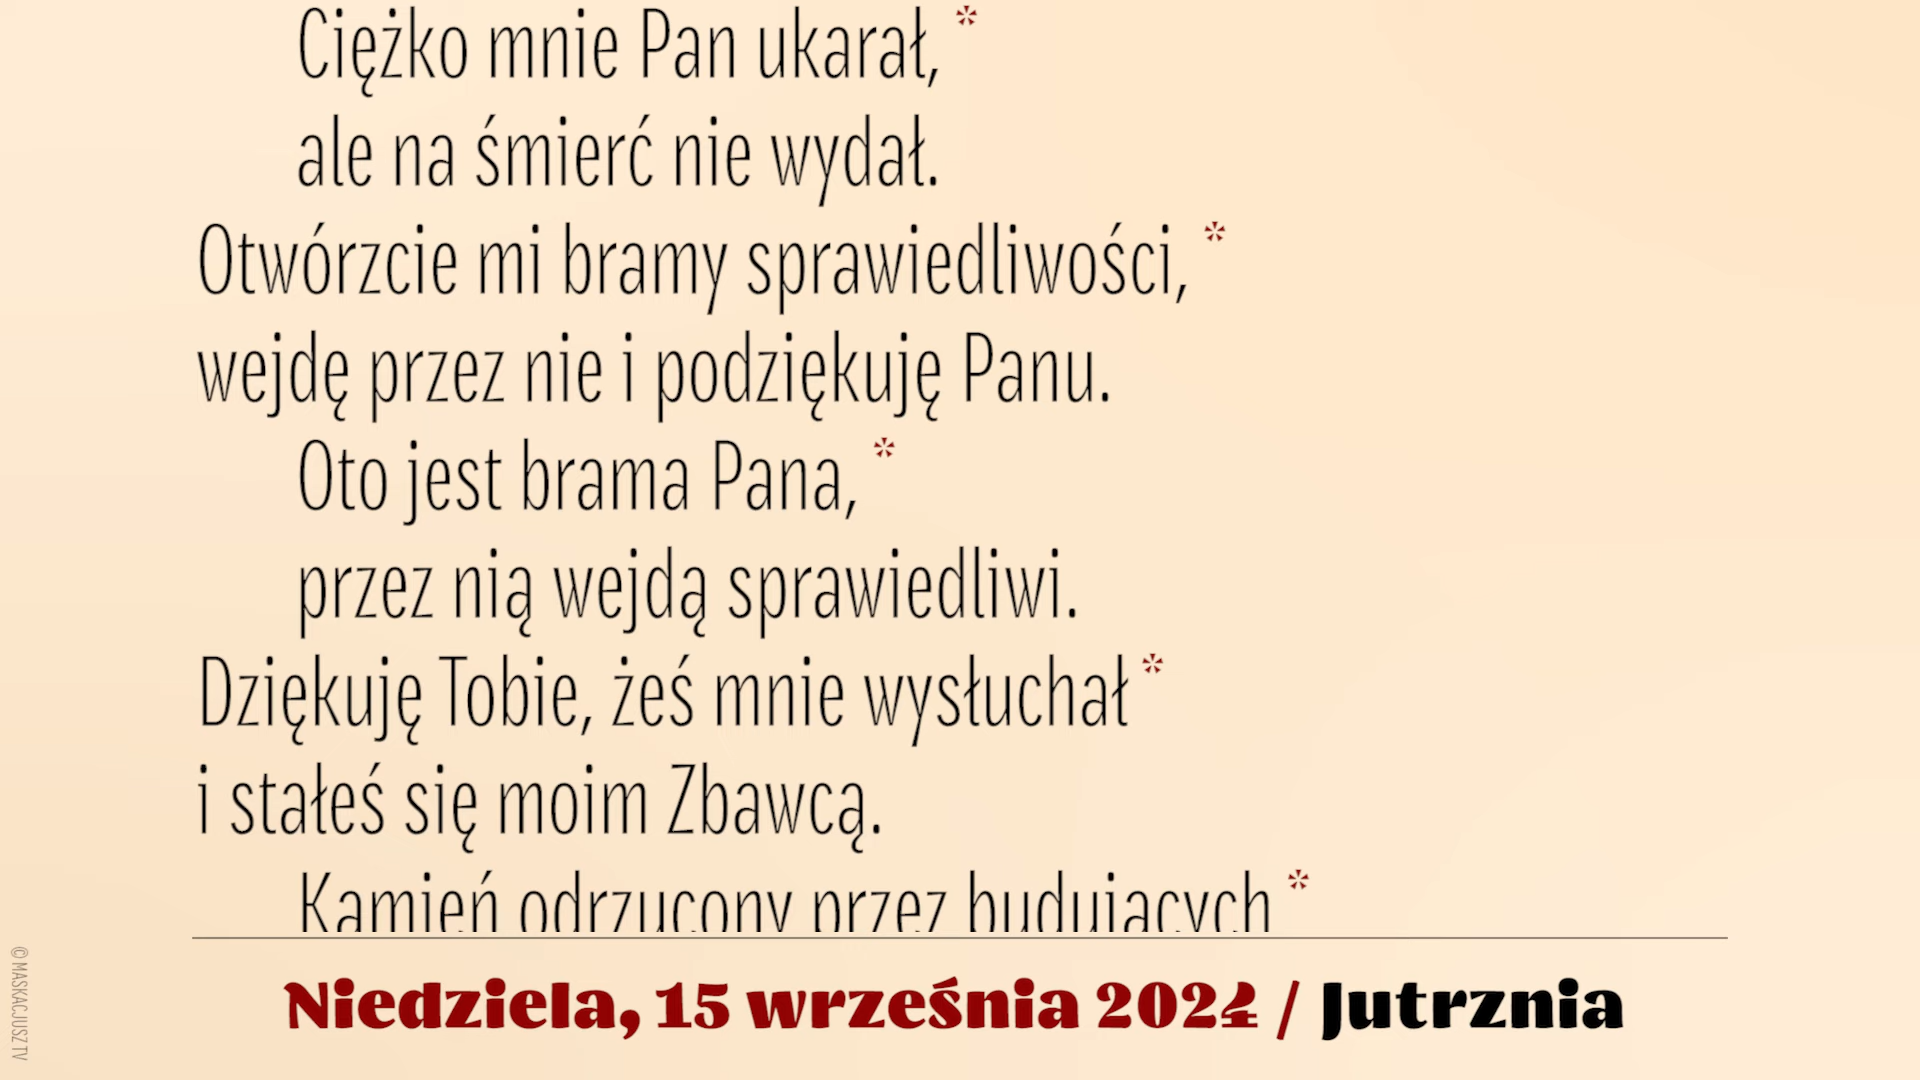 Ciężko mnie Pan ukarał, *
ale na śmierć nie wydał.
Otwórzcie mi bramy sprawiedliwości, *
wejdę przez nie i podziękuję Panu.
Oto jest brama Pana, *
przez nią wejdą sprawiedliwi.
Dziękuję Tobie, żeś mnie wysłuchał *
i stałeś się moim Zbawcą.
Kamień odrzucony przez budujących *
Niedziela, 15 września 2024 / Jutrznia
© MASKACJUSZ TV